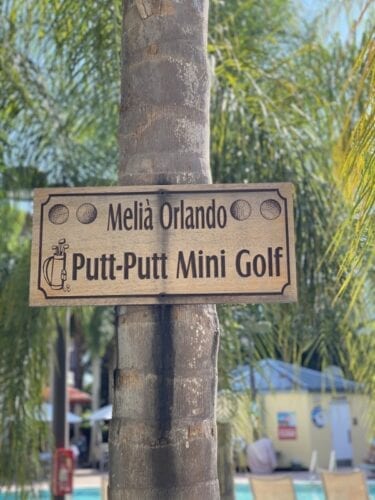 Melià Orlando
Putt-Putt Mini Golf